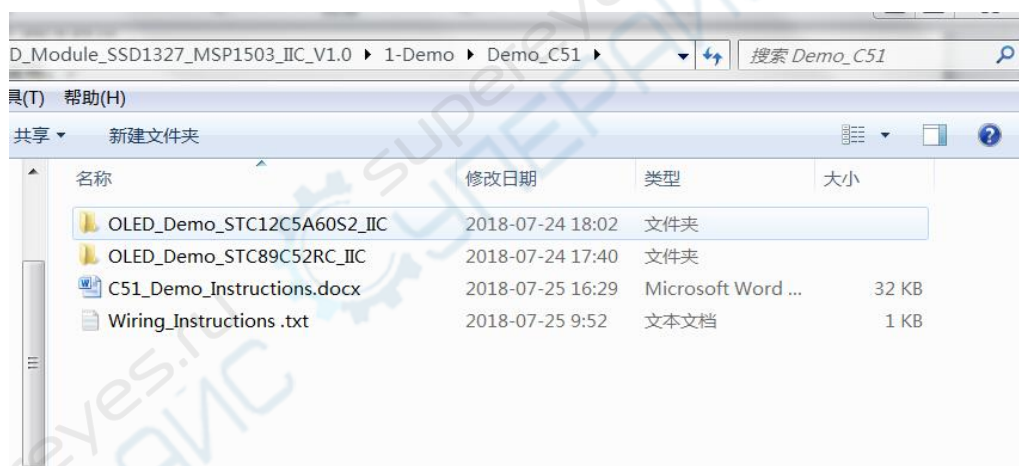 D_Module_SSD1327_MSP1503_IIC_V1.0 ▸ 1-Demo ▸ Demo_C51 ▸ 搜索 Demo_C51
具(T) 帮助(H)
共享 新建文件夹
名称 修改日期 类型 大小
OLED_Demo_STC12C5A60S2_IIC 2018-07-24 18:02 文件夹
OLED_Demo_STC89C52RC_IIC 2018-07-24 17:40 文件夹
C51_Demo_Instructions.docx 2018-07-25 16:29 Microsoft Word ... 32 KB
Wiring_Instructions .txt 2018-07-25 9:52 文本文档 1 KB
supereyes.ru
СУПЕРАЙС